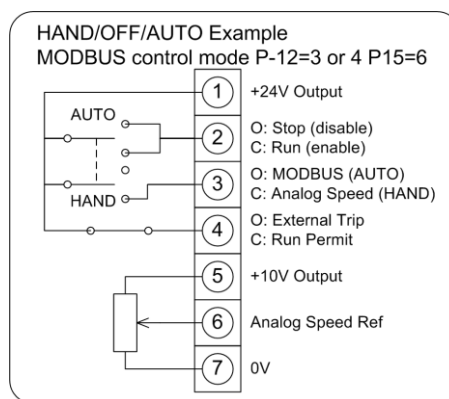 HAND/OFF/AUTO Example
MODBUS control mode P-12=3 or 4 P15=6
1 +24V Output
AUTO
2 O: Stop (disable)
C: Run (enable)
3 O: MODBUS (AUTO)
HAND C: Analog Speed (HAND)
4 O: External Trip
C: Run Permit
5 +10V Output
6 Analog Speed Ref
7 0V